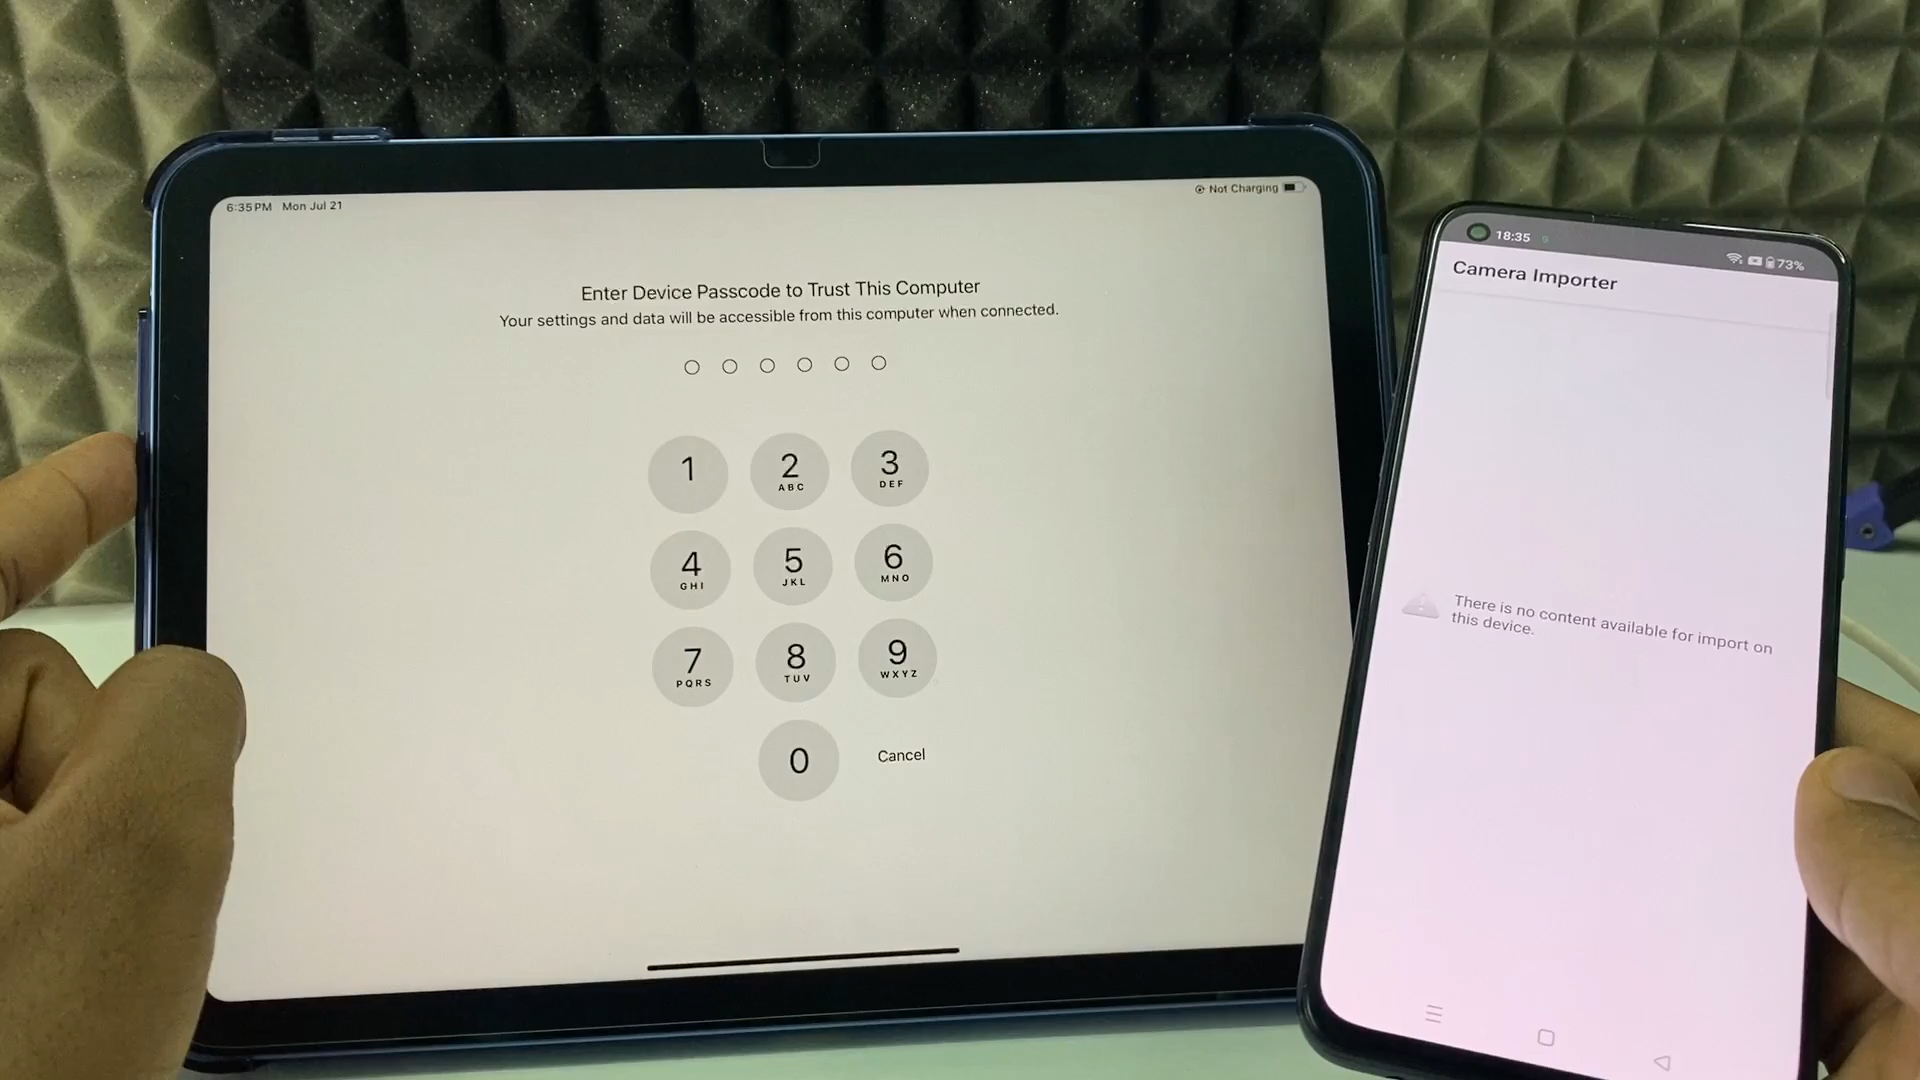 6:35 PM Mon Jul 21
Not Charging
Enter Device Passcode to Trust This Computer
Your settings and data will be accessible from this computer when connected.
1
2
ABC
3
DEF
4
GHI
5
JKL
6
MNO
7
PQRS
8
TUV
9
WXYZ
0
Cancel
18:35
73%
Camera Importer
There is no content available for import on
this device.